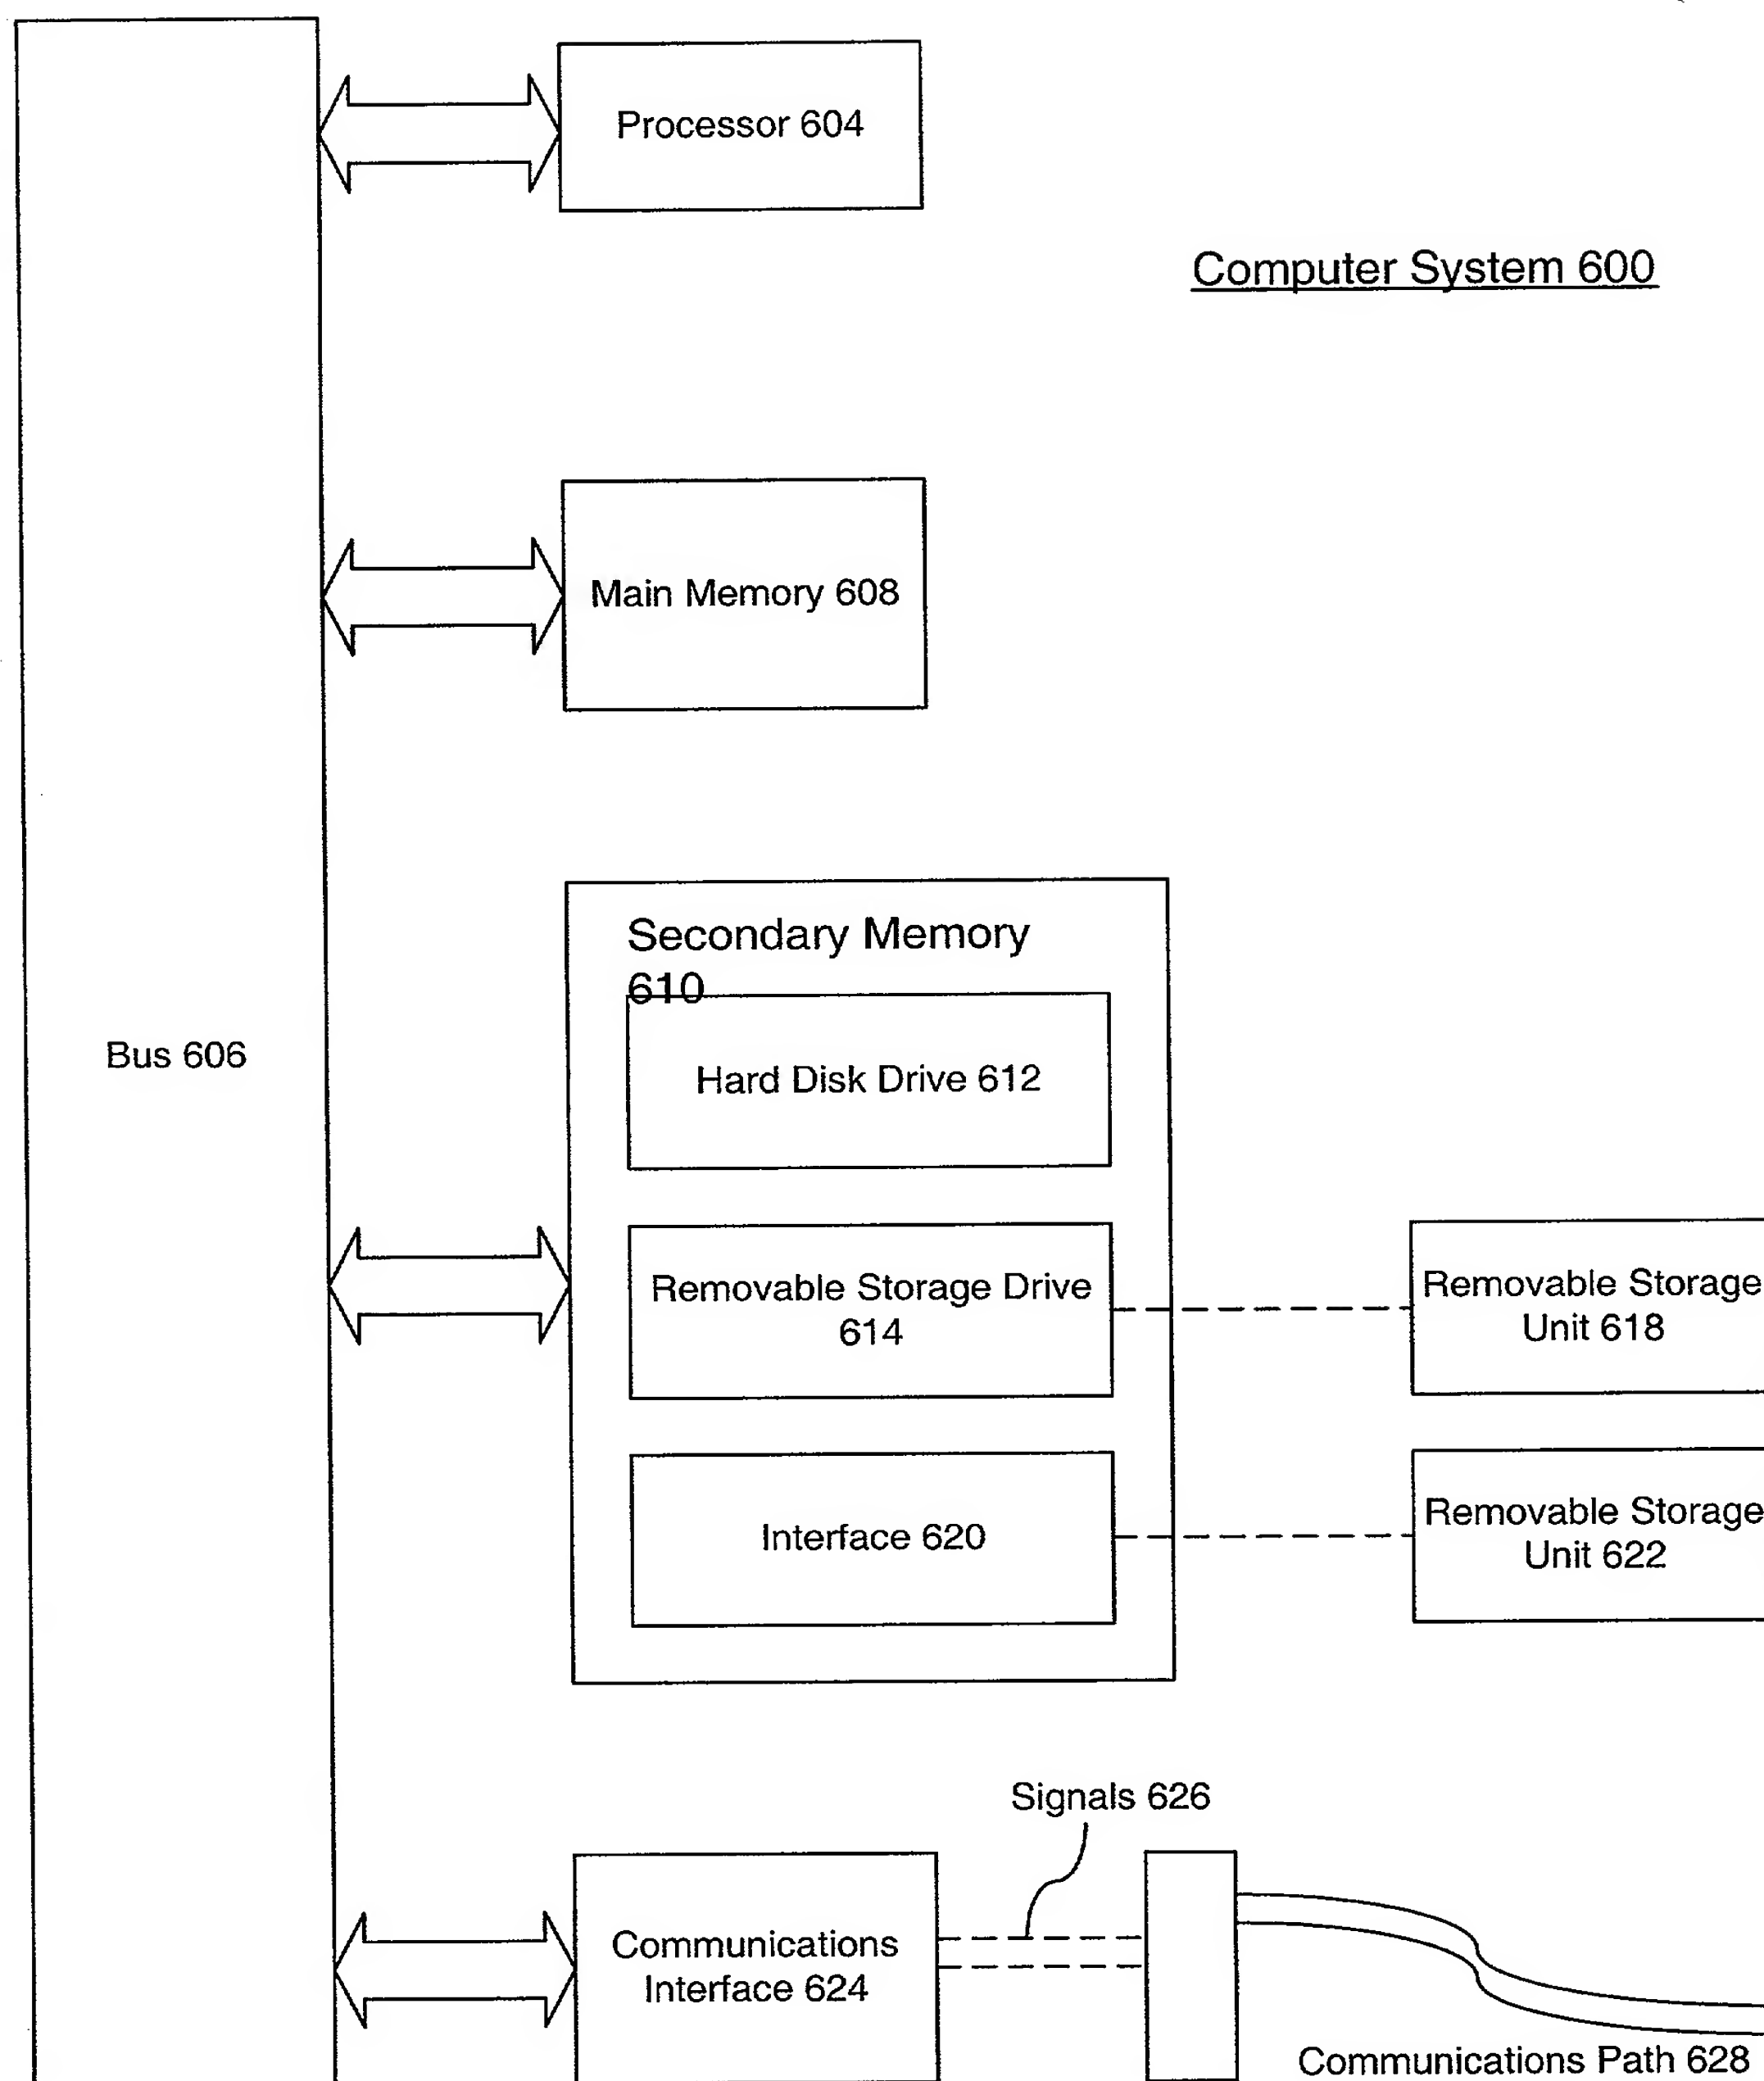 Processor 604
Computer System 600
Main Memory 608
Secondary Memory
610
Bus 606
Hard Disk Drive 612
Removable Storage Drive
614
Removable Storage
Unit 618
Interface 620
Removable Storage
Unit 622
Signals 626
Communications
Interface 624
Communications Path 628